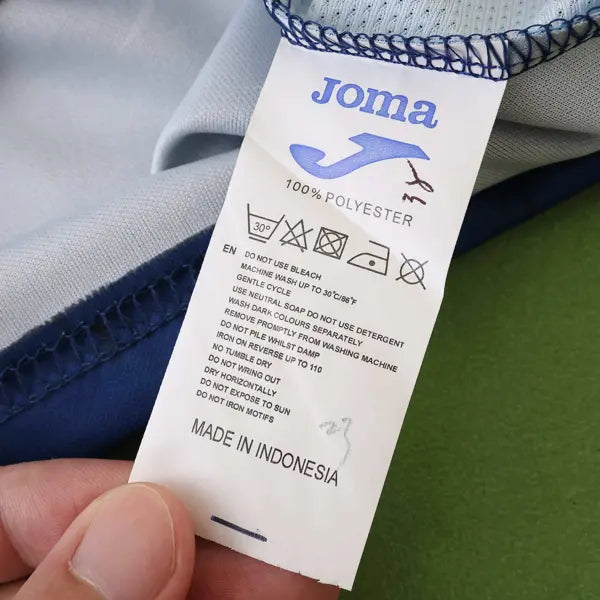 Joma
38
100% POLYESTER
30°
EN DO NOT USE BLEACH
MACHINE WASH UP TO 30°C/86°F
GENTLE CYCLE
USE NEUTRAL SOAP DO NOT USE DETERGENT
WASH DARK COLOURS SEPARATELY
REMOVE PROMPTLY FROM WASHING MACHINE
DO NOT PILE WHILST DAMP
IRON ON REVERSE UP TO 110
NO TUMBLE DRY
DO NOT WRING OUT
DRY HORIZONTALLY
DO NOT EXPOSE TO SUN
DO NOT IRON MOTIFS
MADE IN INDONESIA